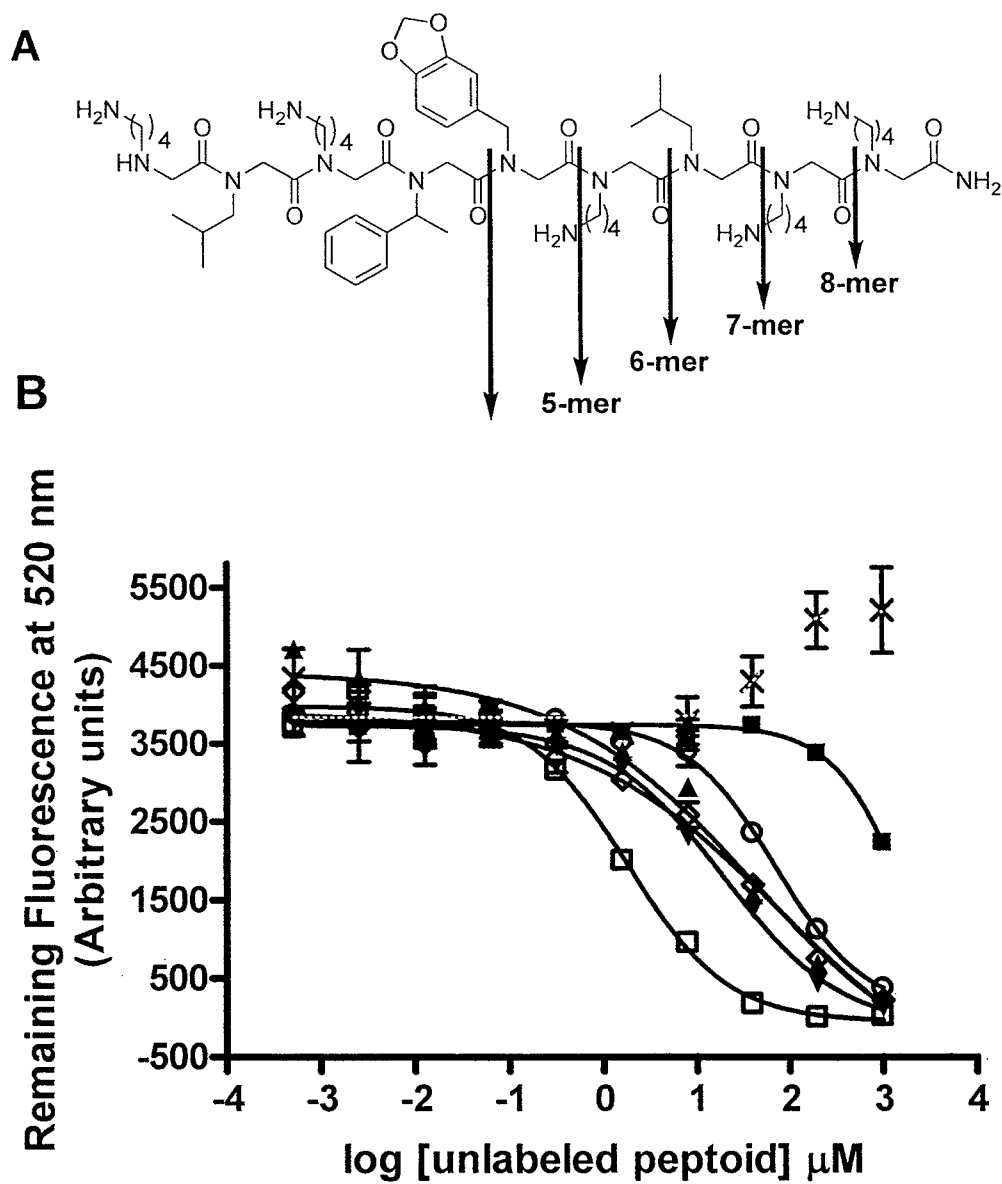 A
O
O
H₂N
H₂N
H₂N
( )4
O
( )4
O
O
O
( )4
O
HN
N
N
N
N
N
N
N
N
NH₂
O
O
O
O
O
H₂N
( )4
H₂N
( )4
8-mer
7-mer
6-mer
5-mer
B
Remaining Fluorescence at 520 nm
(Arbitrary units)
5500
4500
3500
2500
1500
500
-500
-4
-3
-2
-1
0
1
2
3
4
log [unlabeled peptoid] µM